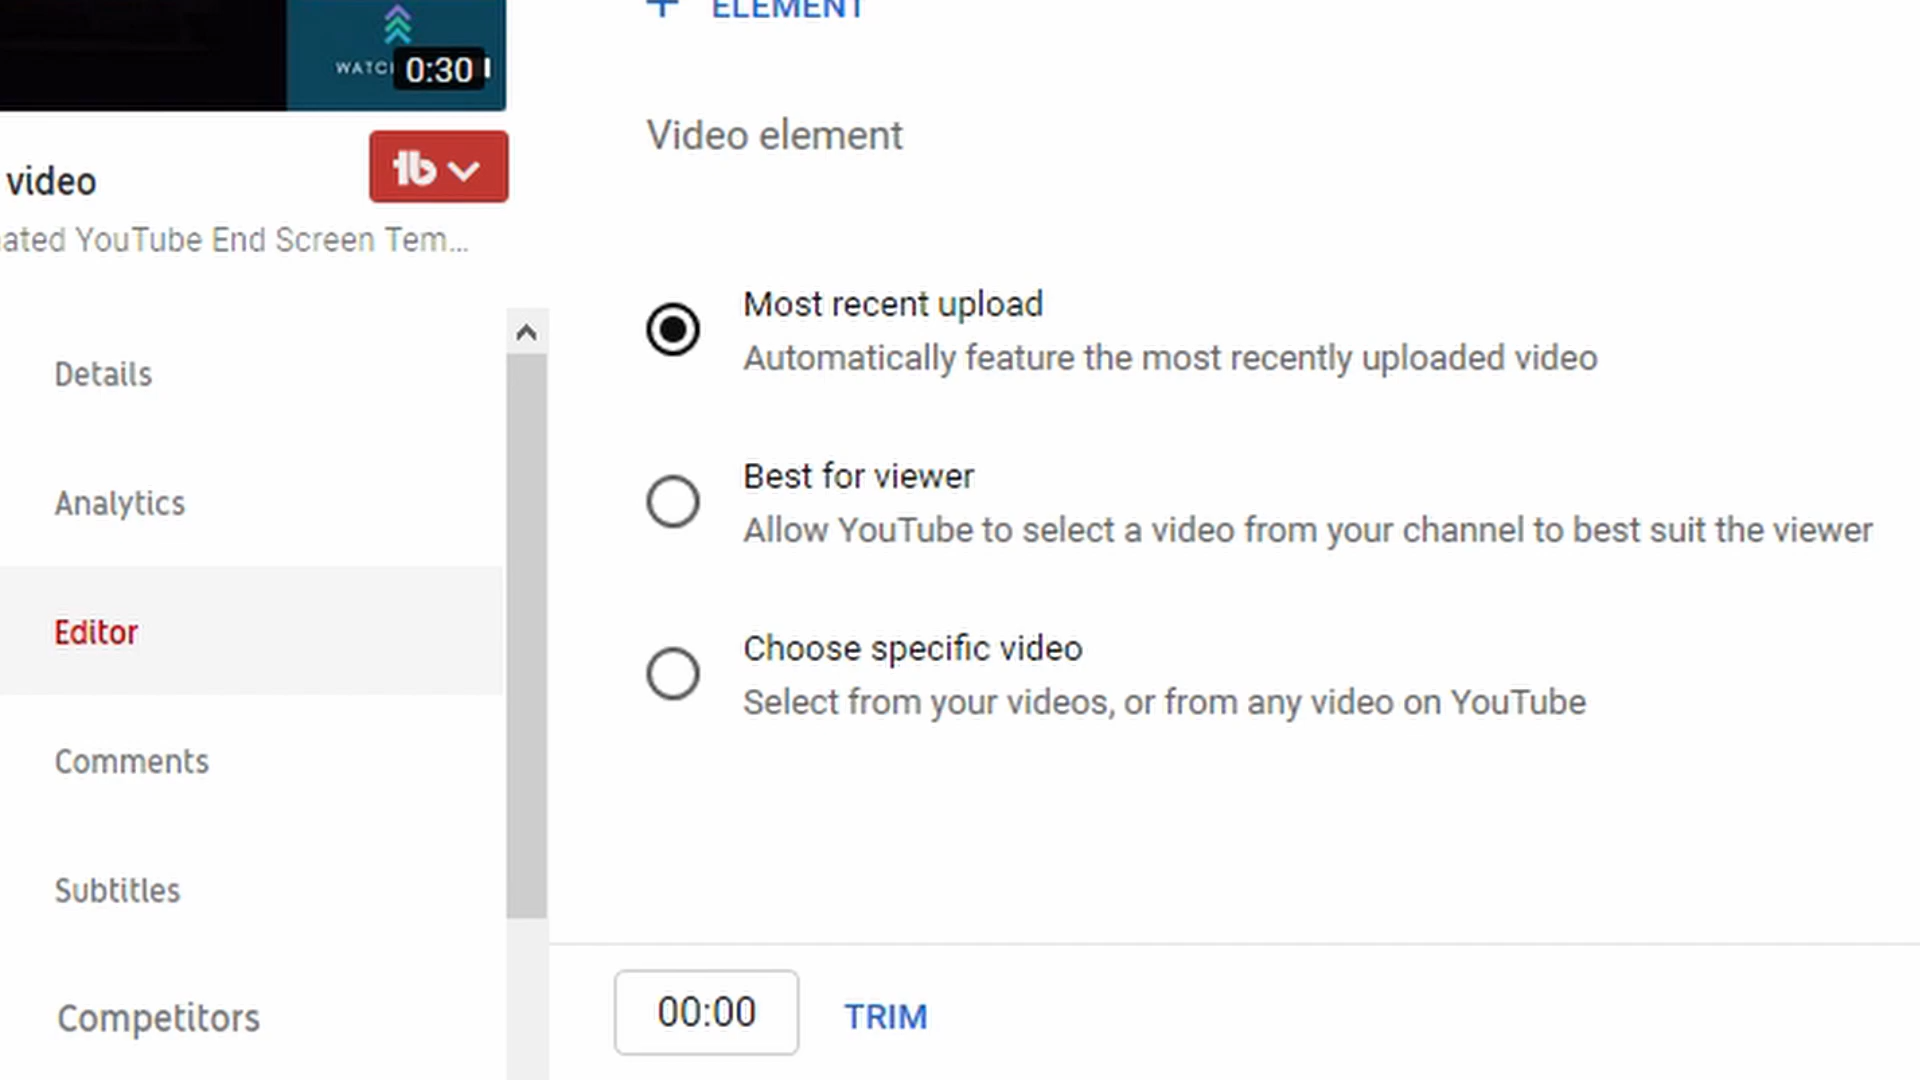 ELEMENT
0:30
Video element
video
ated YouTube End Screen Tem...
Most recent upload
Automatically feature the most recently uploaded video
Details
Best for viewer
Allow YouTube to select a video from your channel to best suit the viewer
Analytics
Editor
Choose specific video
Select from your videos, or from any video on YouTube
Comments
Subtitles
Competitors
00:00
TRIM